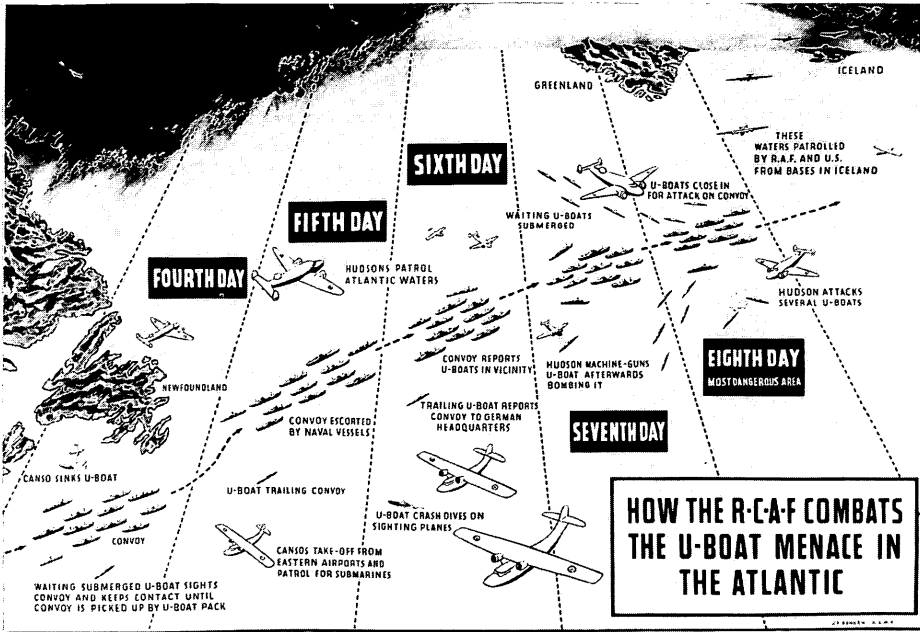 GREENLAND
ICELAND
THESE
WATERS PATROLLED
BY R.A.F. AND U.S.
FROM BASES IN ICELAND
SIXTH DAY
U-BOATS CLOSE IN
FOR ATTACK ON CONVOY
WAITING U-BOATS
SUBMERGED
FIFTH DAY
FOURTH DAY
HUDSONS PATROL
ATLANTIC WATERS
HUDSON ATTACKS
SEVERAL U-BOATS
CONVOY REPORTS
U-BOATS IN VICINITY
HUDSON MACHINE-GUNS
U-BOAT AFTERWARDS
BOMBING IT
EIGHTH DAY
MOST DANGEROUS AREA
NEWFOUNDLAND
CONVOY ESCORTED
BY NAVAL VESSELS
TRAILING U-BOAT REPORTS
CONVOY TO GERMAN
HEADQUARTERS
SEVENTH DAY
CANSO SINKS U-BOAT
U-BOAT TRAILING CONVOY
U-BOAT CRASH DIVES ON
SIGHTING PLANES
CONVOY
CANSOS TAKE-OFF FROM
EASTERN AIRPORTS AND
PATROL FOR SUBMARINES
WAITING SUBMERGED U-BOAT SIGHTS
CONVOY AND KEEPS CONTACT UNTIL
CONVOY IS PICKED UP BY U-BOAT PACK
HOW THE R·C·A·F COMBATS
THE U-BOAT MENACE IN
THE ATLANTIC